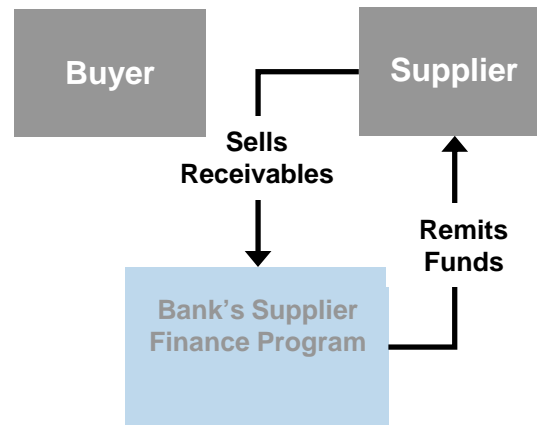 Buyer
Supplier
Sells
Receivables
Remits
Funds
Bank's Supplier
Finance Program